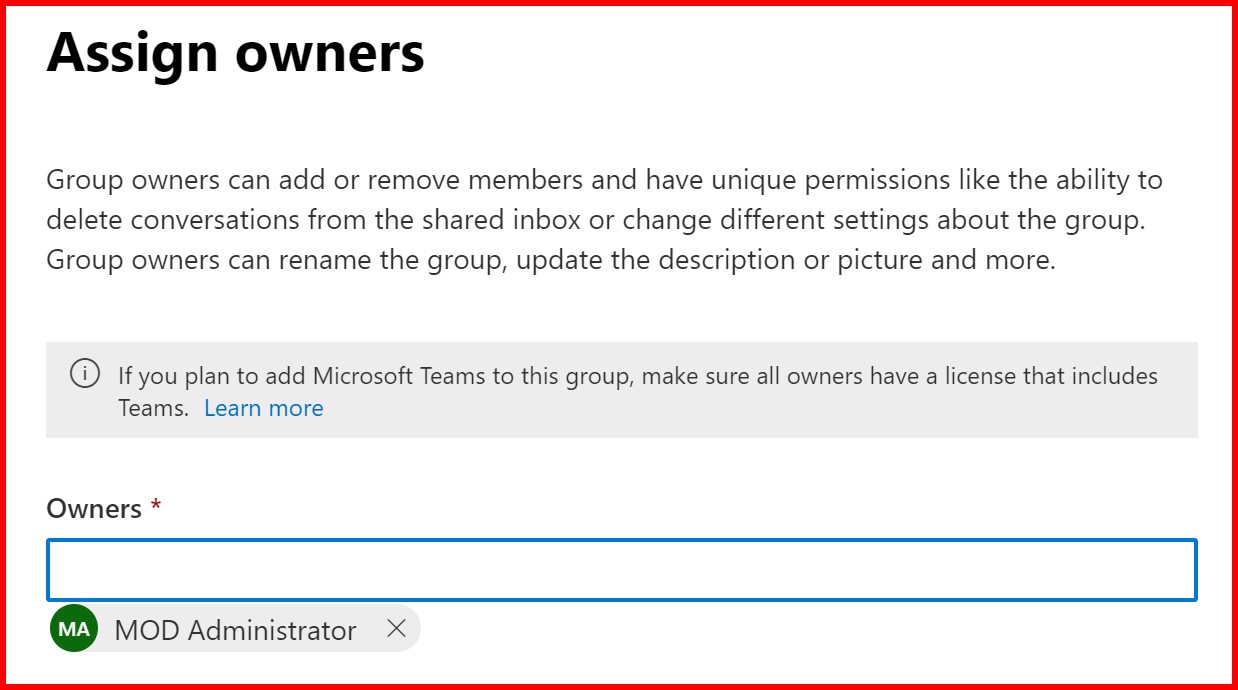 Assign owners
Group owners can add or remove members and have unique permissions like the ability to
delete conversations from the shared inbox or change different settings about the group.
Group owners can rename the group, update the description or picture and more.
If you plan to add Microsoft Teams to this group, make sure all owners have a license that includes
Teams. Learn more
Owners *
MA MOD Administrator